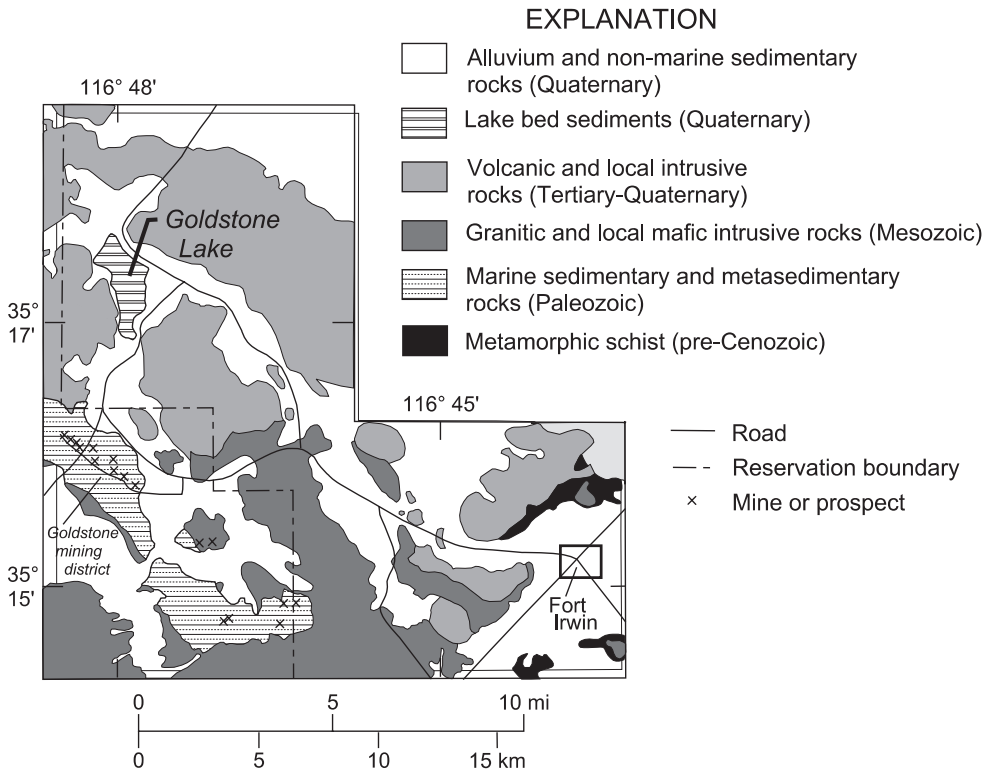 EXPLANATION
Alluvium and non-marine sedimentary
rocks (Quaternary)
Lake bed sediments (Quaternary)
Volcanic and local intrusive
rocks (Tertiary-Quaternary)
Granitic and local mafic intrusive rocks (Mesozoic)
Marine sedimentary and metasedimentary
rocks (Paleozoic)
Metamorphic schist (pre-Cenozoic)
Road
Reservation boundary
Mine or prospect
116° 48'
Goldstone
Lake
35°
17'
116° 45'
Goldstone
mining
district
35°
15'
Fort
Irwin
0 5 10 mi
0 5 10 15 km